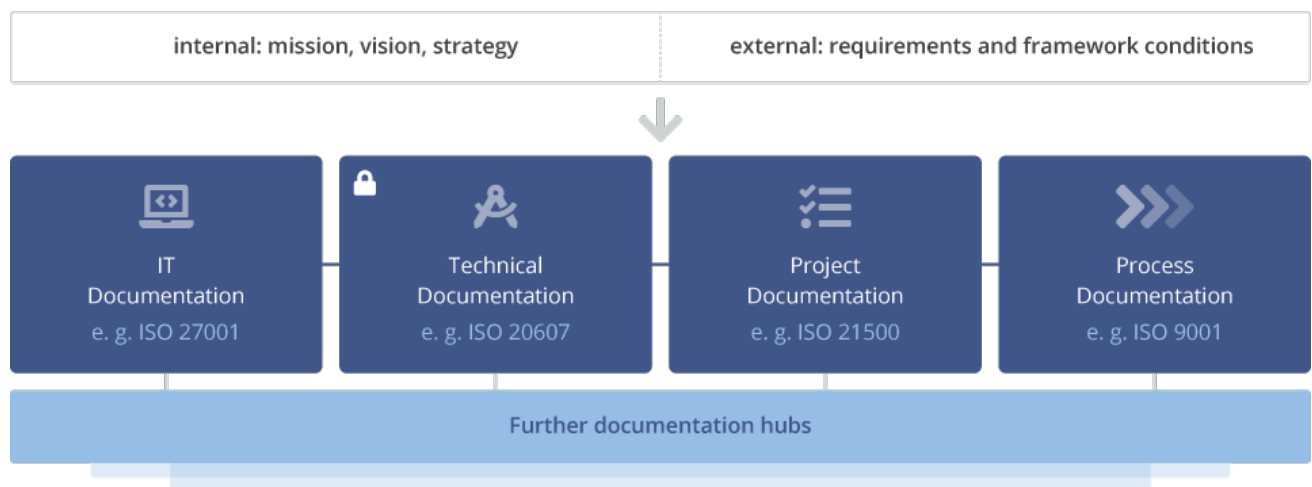 internal: mission, vision, strategy
external: requirements and framework conditions
IT
Documentation
e. g. ISO 27001
Technical
Documentation
e. g. ISO 20607
Project
Documentation
e. g. ISO 21500
Process
Documentation
e. g. ISO 9001
Further documentation hubs